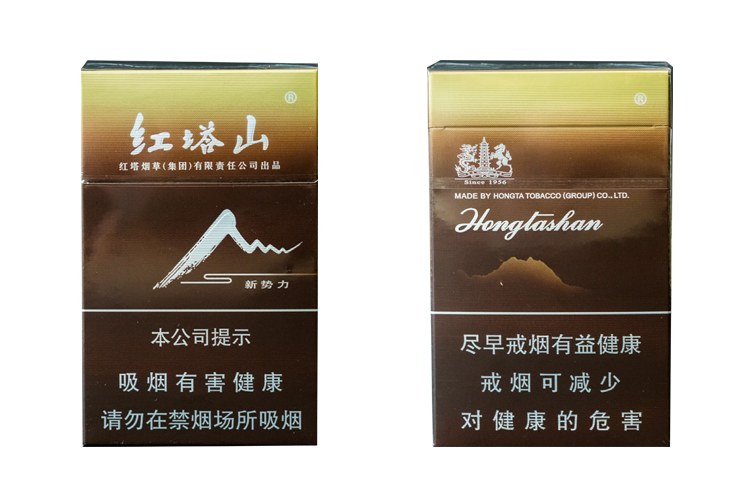 ®
红塔山
红塔烟草(集团)有限责任公司出品
新势力
本公司提示
吸烟有害健康
请勿在禁烟场所吸烟
®
Since 1956
MADE BY HONGTA TOBACCO (GROUP) CO., LTD.
Hongtashan
尽早戒烟有益健康
戒烟可减少
对健康的危害